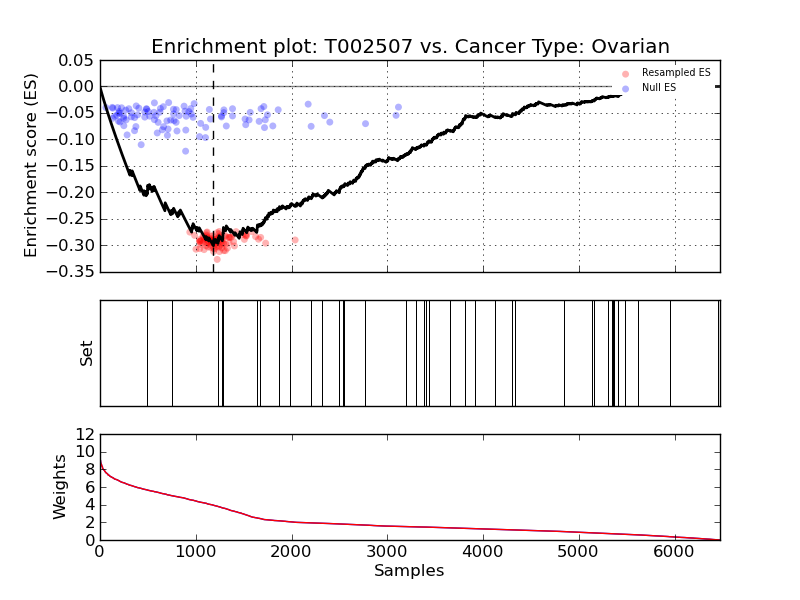 Enrichment plot: T002507 vs. Cancer Type: Ovarian
Enrichment score (ES)
0.05
0.00
−0.05
−0.10
−0.15
−0.20
−0.25
−0.30
−0.35
Resampled ES
Null ES
Set
Weights
12
10
8
6
4
2
0
0 1000 2000 3000 4000 5000 6000
Samples